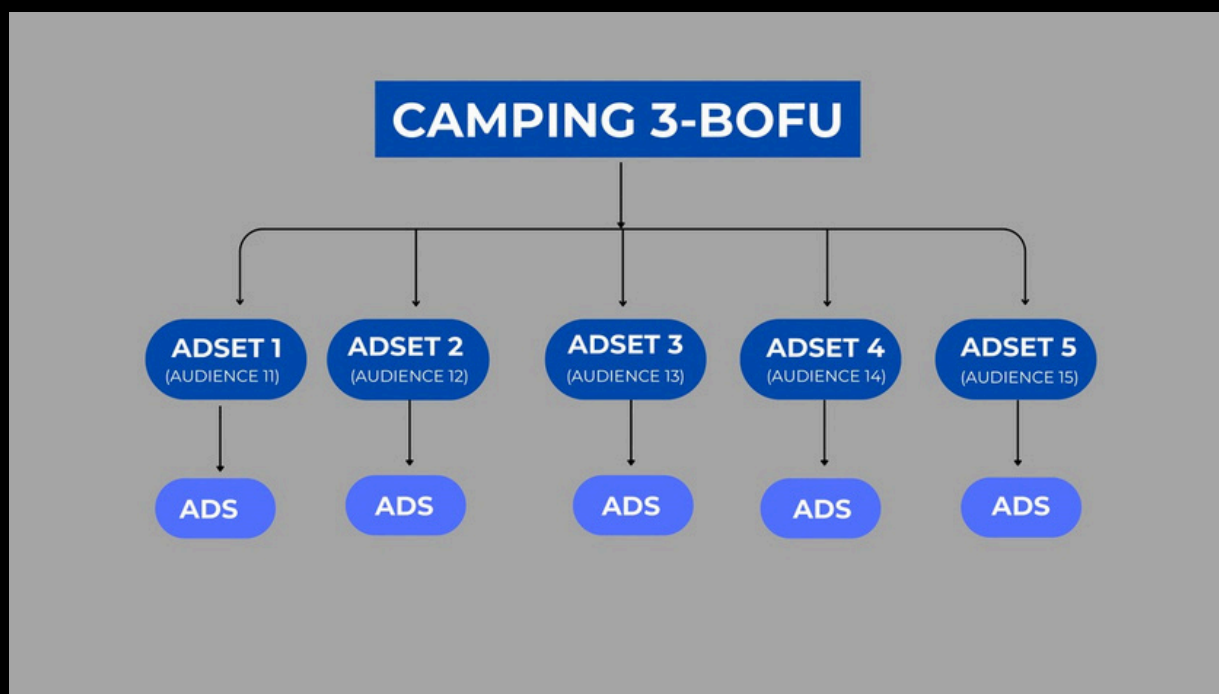 CAMPING 3-BOFU
ADSET 1
(AUDIENCE 11)
ADSET 2
(AUDIENCE 12)
ADSET 3
(AUDIENCE 13)
ADSET 4
(AUDIENCE 14)
ADSET 5
(AUDIENCE 15)
ADS
ADS
ADS
ADS
ADS